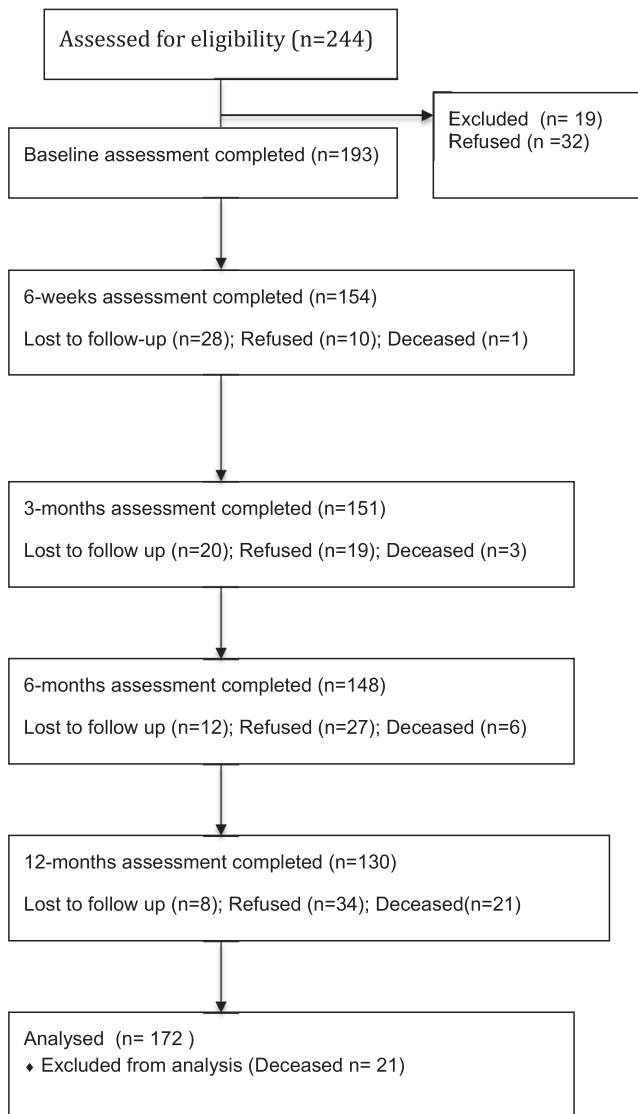 Assessed for eligibility (n=244)
Excluded  (n= 19)
Refused (n =32)
Baseline assessment completed (n=193)
6-weeks assessment completed (n=154)
Lost to follow-up (n=28); Refused (n=10); Deceased (n=1)
3-months assessment completed (n=151)
Lost to follow up (n=20); Refused (n=19); Deceased (n=3)
6-months assessment completed (n=148)
Lost to follow up (n=12); Refused (n=27); Deceased (n=6)
12-months assessment completed (n=130)
Lost to follow up (n=8); Refused (n=34); Deceased(n=21)
Analysed  (n= 172 )
♦ Excluded from analysis (Deceased n= 21)